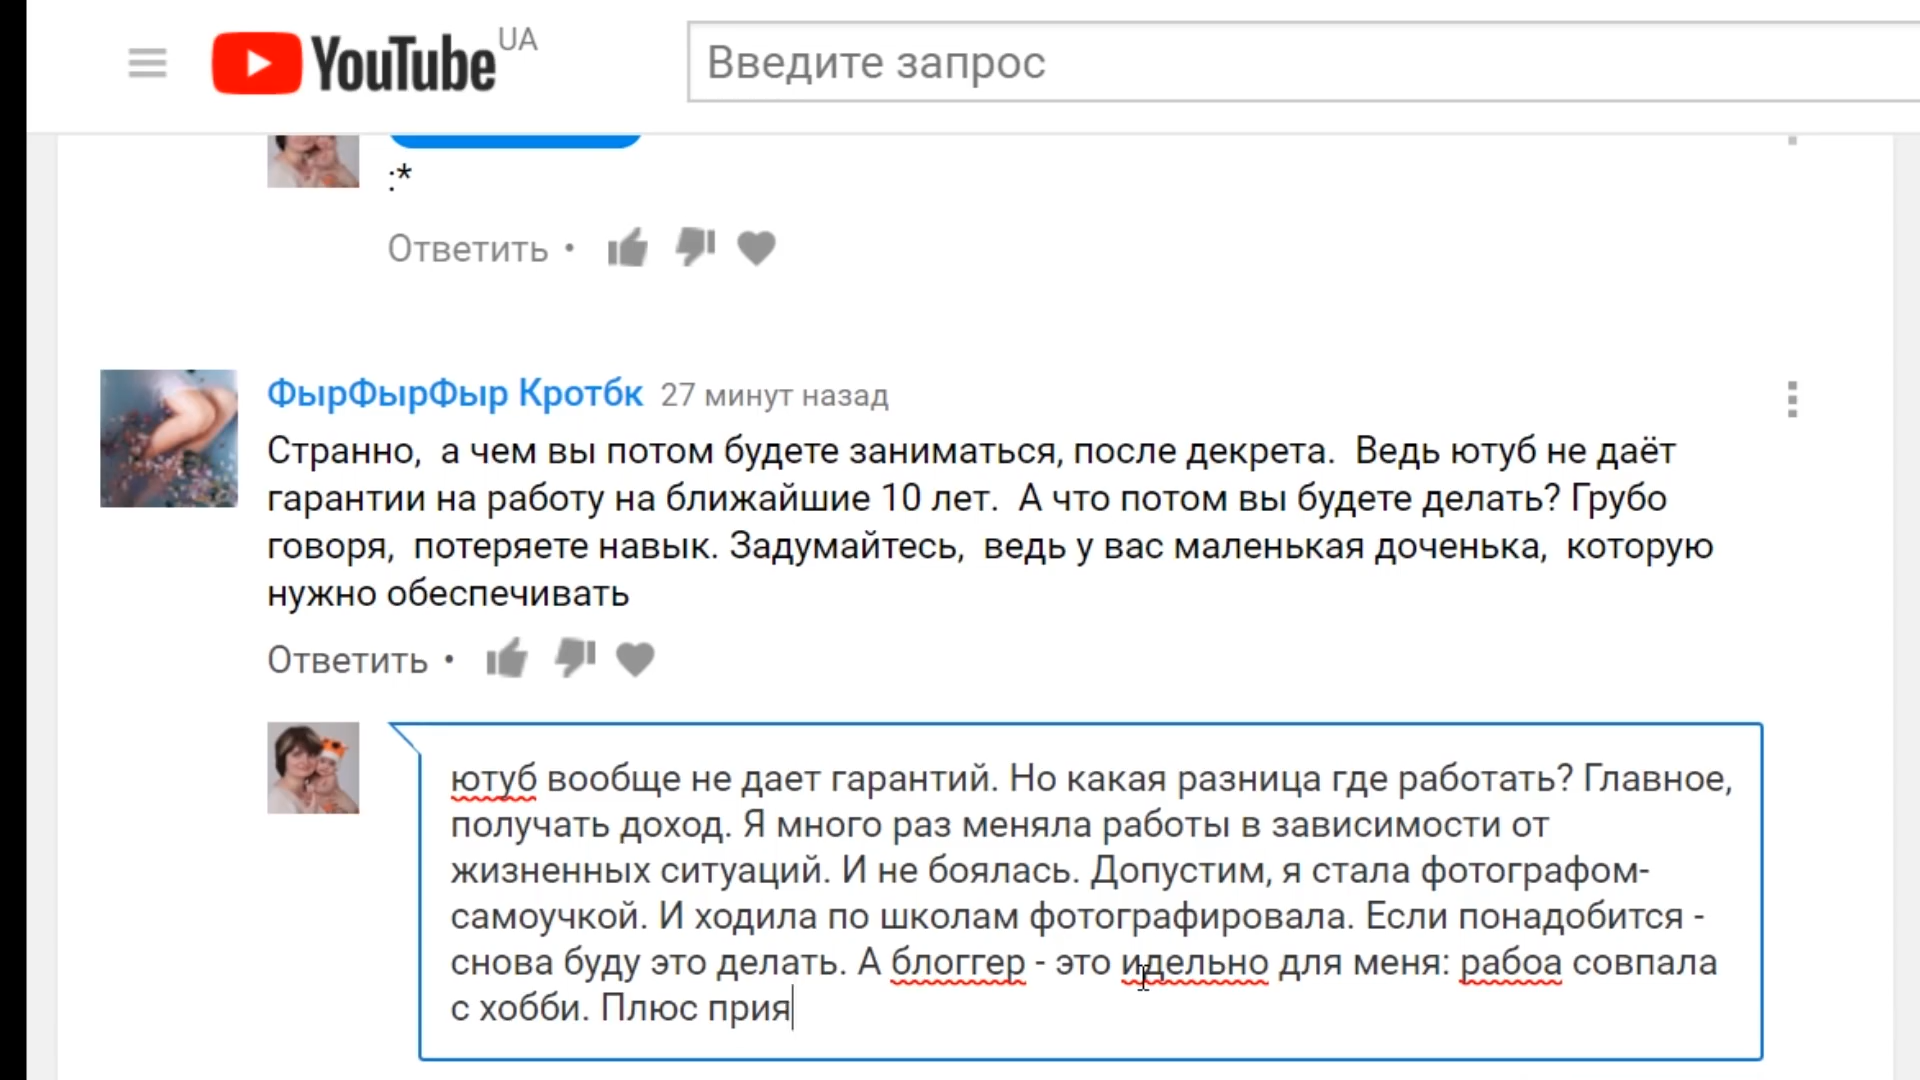 YouTube UA
Введите запрос
:*
Ответить •
ФырФырФыр Кротбк 27 минут назад
Странно,  а чем вы потом будете заниматься, после декрета.  Ведь ютуб не даёт
гарантии на работу на ближайшие 10 лет.  А что потом вы будете делать? Грубо
говоря,  потеряете навык. Задумайтесь,  ведь у вас маленькая доченька,  которую
нужно обеспечивать
Ответить •
ютуб вообще не дает гарантий. Но какая разница где работать? Главное,
получать доход. Я много раз меняла работы в зависимости от
жизненных ситуаций. И не боялась. Допустим, я стала фотографом-
самоучкой. И ходила по школам фотографировала. Если понадобится -
снова буду это делать. А блоггер - это идельно для меня: рабоа совпала
с хобби. Плюс прия